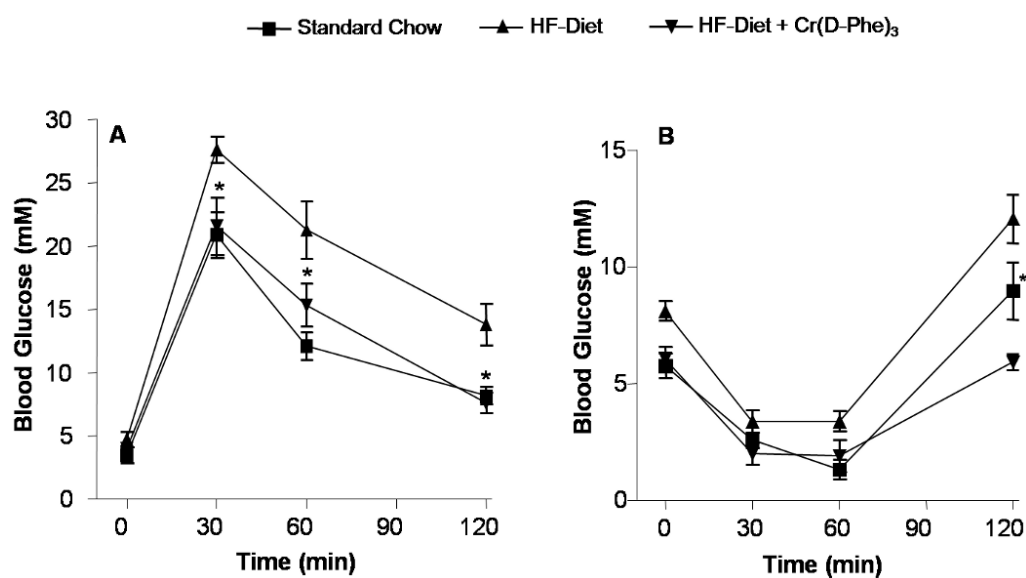 Standard Chow HF-Diet HF-Diet + Cr(D-Phe)₃
A
30
25
20
15
10
5
0
Blood Glucose (mM)
*
*
*
0 30 60 90 120
Time (min)
B
15
10
5
0
Blood Glucose (mM)
*
0 30 60 90 120
Time (min)